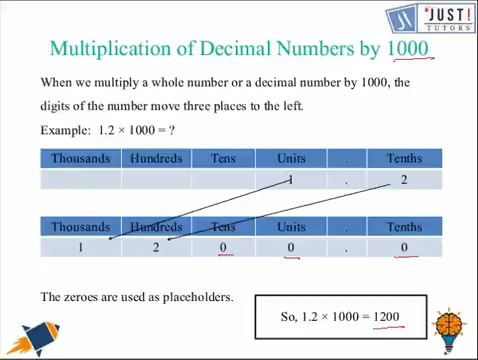 JUST!
TUTORS
Multiplication of Decimal Numbers by 1000
When we multiply a whole number or a decimal number by 1000, the
digits of the number move three places to the left.
Example: 1.2 × 1000 = ?
Thousands Hundreds Tens Units . Tenths
1 . 2
Thousands Hundreds Tens Units . Tenths
1 2 0 0 . 0
The zeroes are used as placeholders.
So, 1.2 × 1000 = 1200